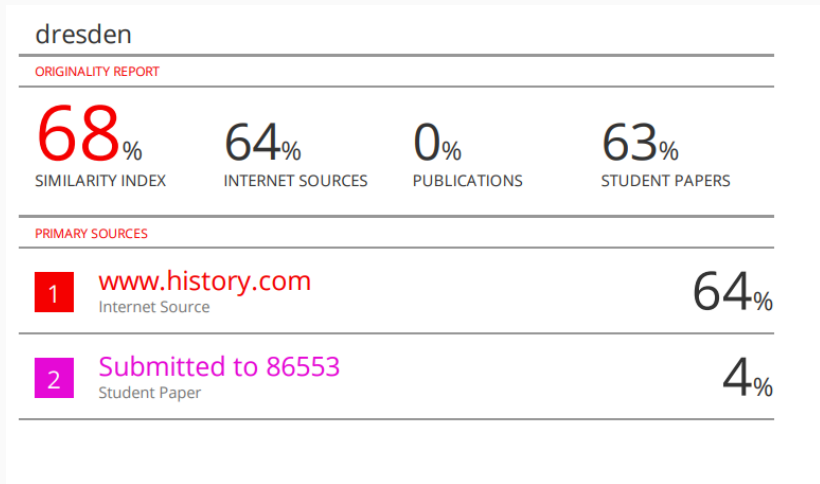 dresden
ORIGINALITY REPORT
68% 64% 0% 63%
SIMILARITY INDEX INTERNET SOURCES PUBLICATIONS STUDENT PAPERS
PRIMARY SOURCES
1 www.history.com 64%
Internet Source
2 Submitted to 86553 4%
Student Paper